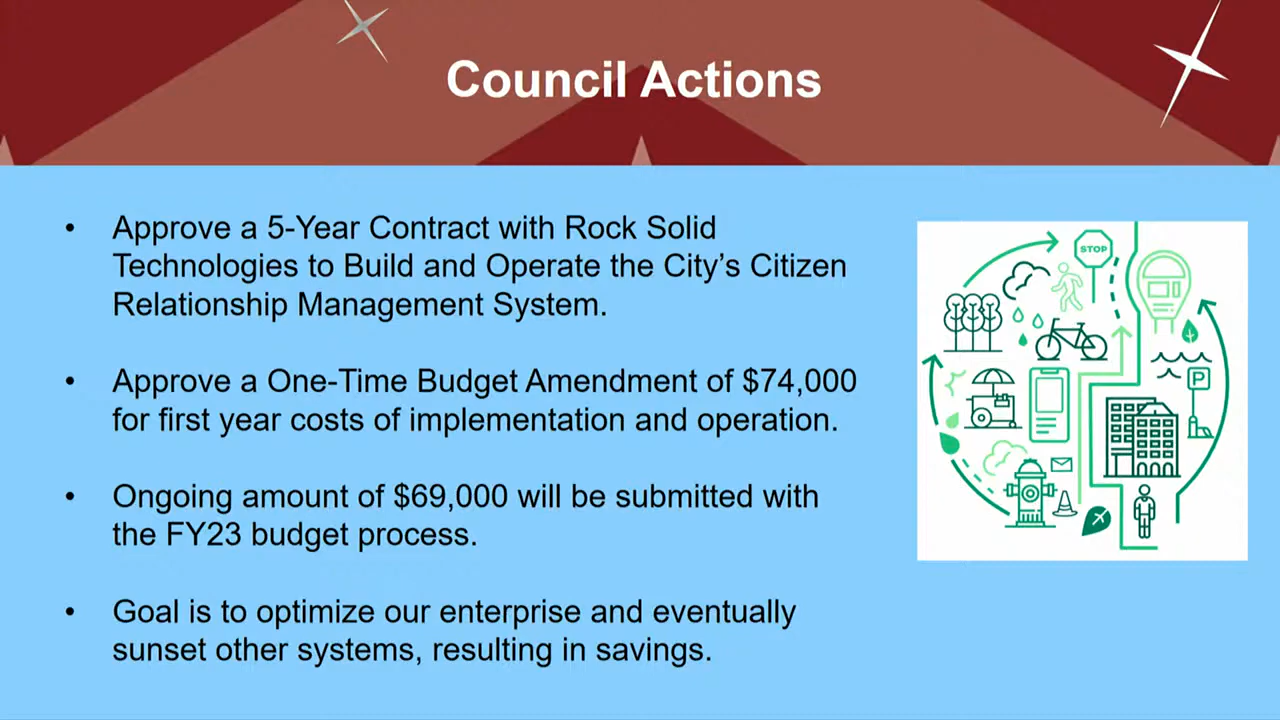 Council Actions
• Approve a 5-Year Contract with Rock Solid
Technologies to Build and Operate the City’s Citizen
Relationship Management System.
• Approve a One-Time Budget Amendment of $74,000
for first year costs of implementation and operation.
• Ongoing amount of $69,000 will be submitted with
the FY23 budget process.
• Goal is to optimize our enterprise and eventually
sunset other systems, resulting in savings.
STOP
P